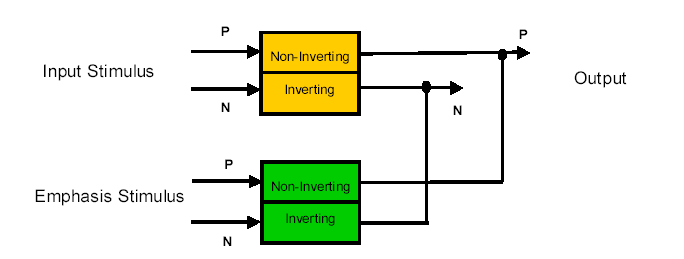 P
P
Non-Inverting
Input Stimulus
Output
Inverting
N
N
P
Non-Inverting
Emphasis Stimulus
Inverting
N